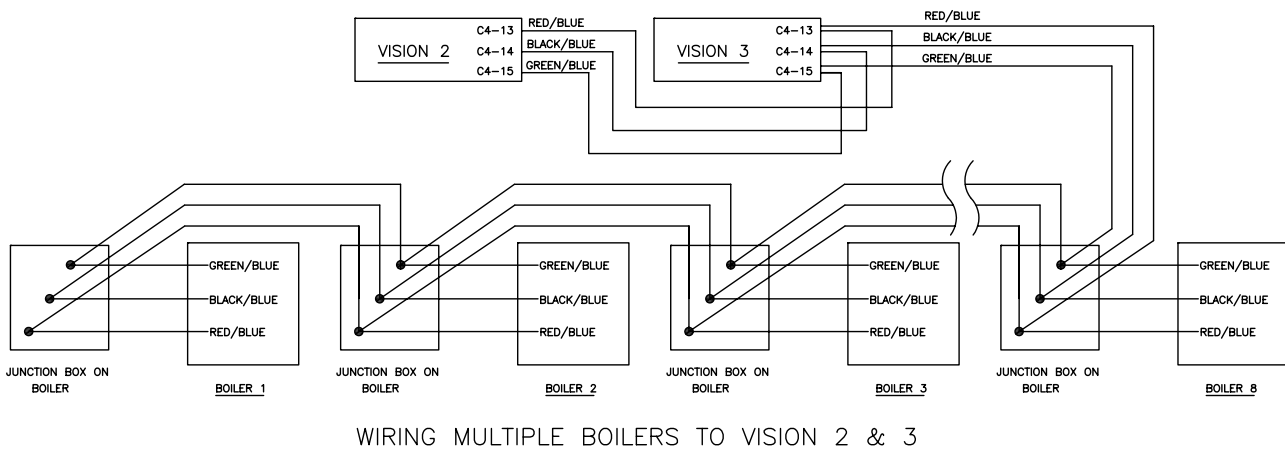 VISION 2
C4-13
C4-14
C4-15
RED/BLUE
BLACK/BLUE
GREEN/BLUE
VISION 3
C4-13
C4-14
C4-15
RED/BLUE
BLACK/BLUE
GREEN/BLUE
GREEN/BLUE
BLACK/BLUE
RED/BLUE
JUNCTION BOX ON
BOILER
BOILER 1
GREEN/BLUE
BLACK/BLUE
RED/BLUE
JUNCTION BOX ON
BOILER
BOILER 2
GREEN/BLUE
BLACK/BLUE
RED/BLUE
JUNCTION BOX ON
BOILER
BOILER 3
GREEN/BLUE
BLACK/BLUE
RED/BLUE
JUNCTION BOX ON
BOILER
BOILER 8
WIRING MULTIPLE BOILERS TO VISION 2 & 3